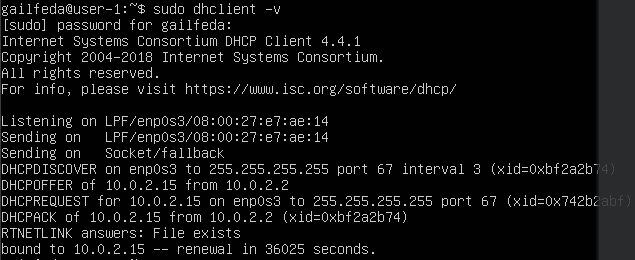 gailfeda@user-1:~$ sudo dhclient -v
[sudo] password for gailfeda:
Internet Systems Consortium DHCP Client 4.4.1
Copyright 2004-2018 Internet Systems Consortium.
All rights reserved.
For info, please visit https://www.isc.org/software/dhcp/
Listening on LPF/enp0s3/08:00:27:e7:ae:14
Sending on   LPF/enp0s3/08:00:27:e7:ae:14
Sending on   Socket/fallback
DHCPDISCOVER on enp0s3 to 255.255.255.255 port 67 interval 3 (xid=0xbf2a2b74)
DHCPOFFER of 10.0.2.15 from 10.0.2.2
DHCPREQUEST for 10.0.2.15 on enp0s3 to 255.255.255.255 port 67 (xid=0x742b2abf)
DHCPACK of 10.0.2.15 from 10.0.2.2 (xid=0xbf2a2b74)
RTNETLINK answers: File exists
bound to 10.0.2.15 -- renewal in 36025 seconds.